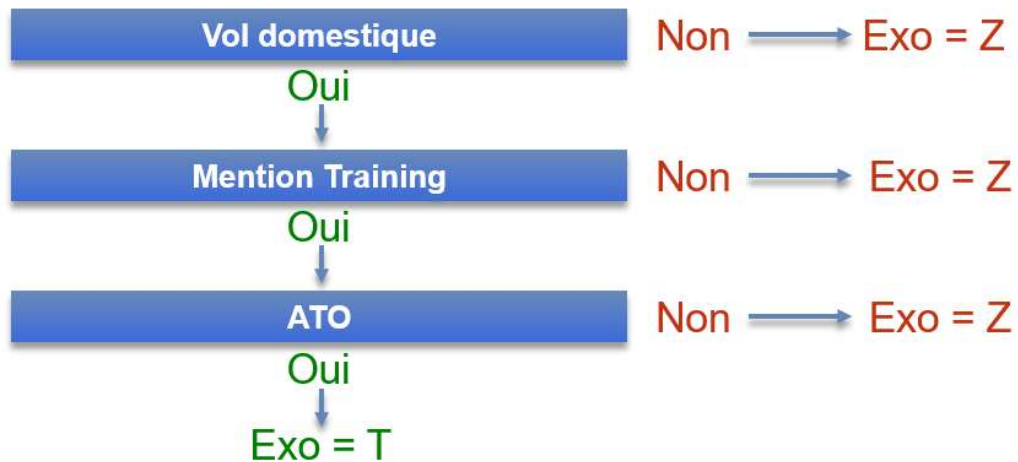 Vol domestique Non Exo = Z
Oui
Mention Training Non Exo = Z
Oui
ATO Non Exo = Z
Oui
Exo = T